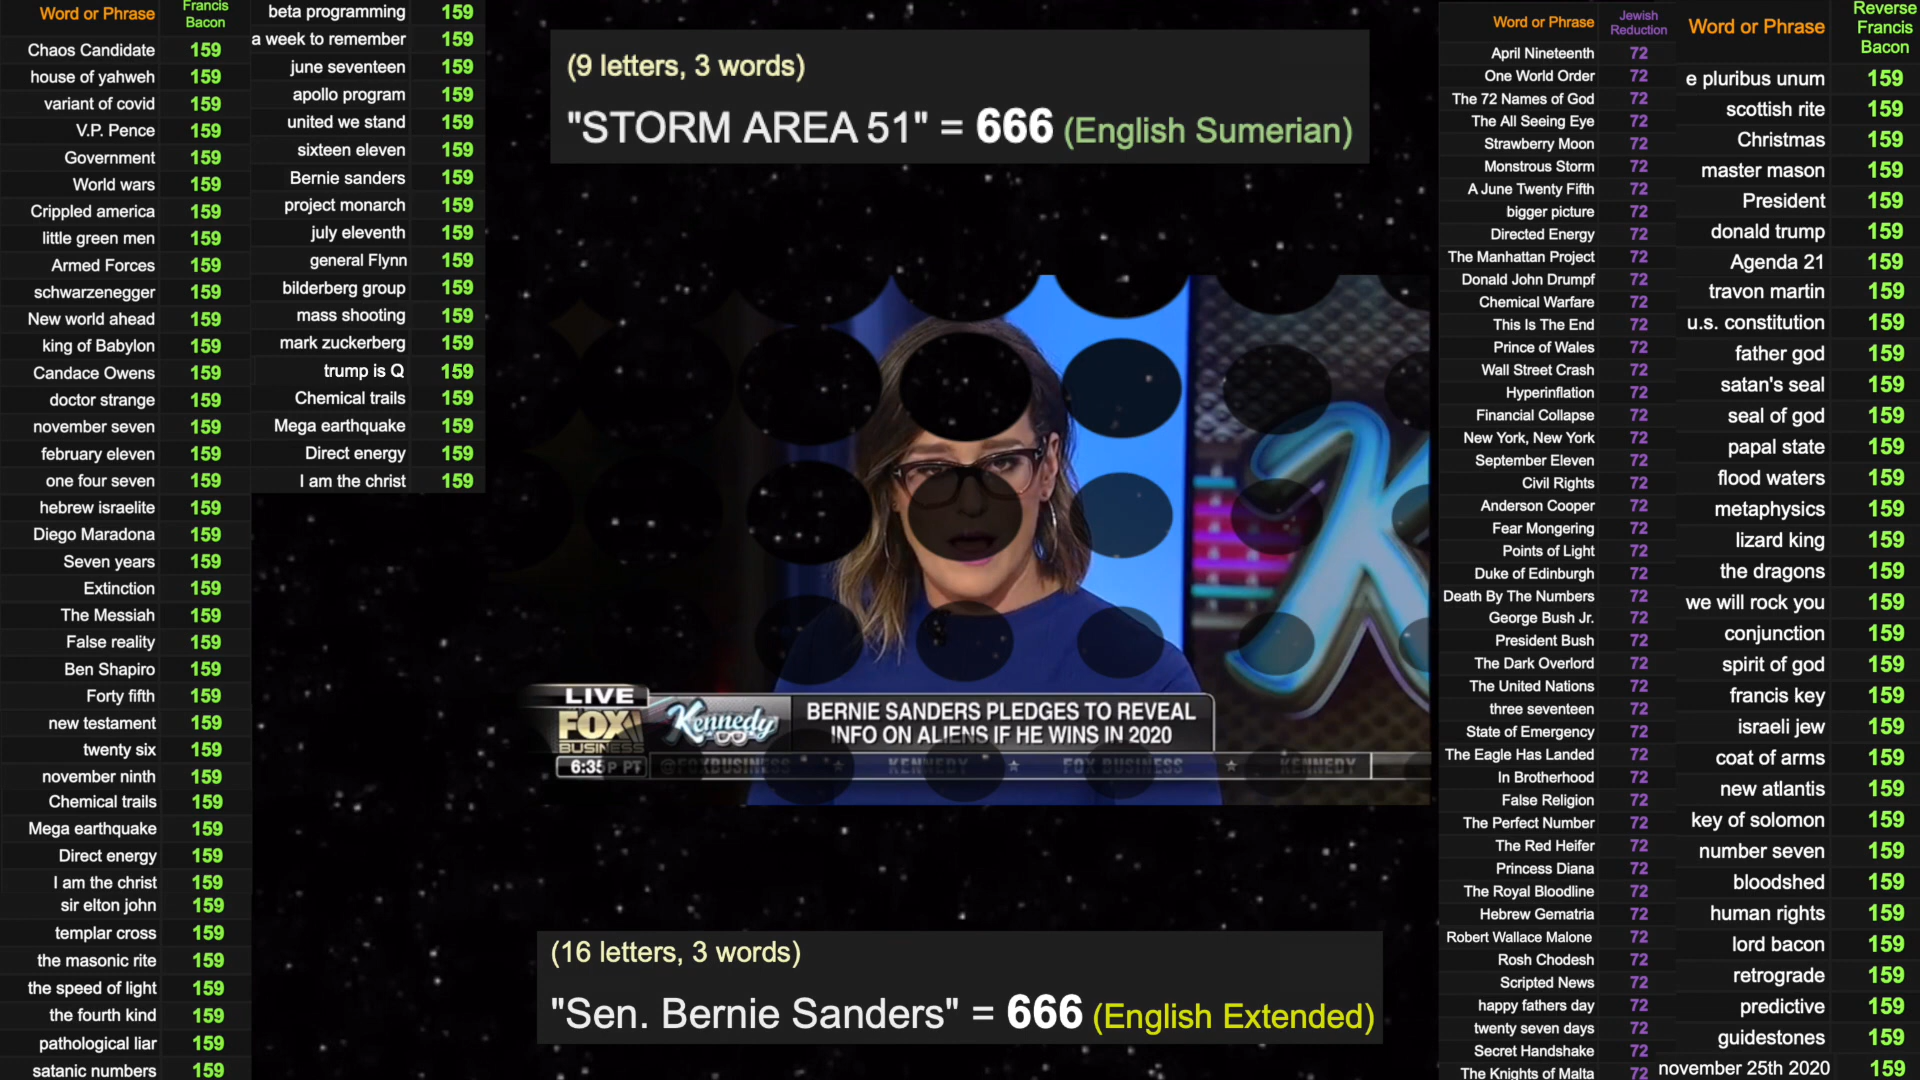 Word or Phrase Francis Bacon
Chaos Candidate 159
house of yahweh 159
variant of covid 159
V.P. Pence 159
Government 159
World wars 159
Crippled america 159
little green men 159
Armed Forces 159
schwarzenegger 159
New world ahead 159
king of Babylon 159
Candace Owens 159
doctor strange 159
november seven 159
february eleven 159
one four seven 159
hebrew israelite 159
Diego Maradona 159
Seven years 159
Extinction 159
The Messiah 159
False reality 159
Ben Shapiro 159
Forty fifth 159
new testament 159
twenty six 159
november ninth 159
Chemical trails 159
Mega earthquake 159
Direct energy 159
I am the christ 159
sir elton john 159
templar cross 159
the masonic rite 159
the speed of light 159
the fourth kind 159
pathological liar 159
satanic numbers 159
beta programming 159
a week to remember 159
june seventeen 159
apollo program 159
united we stand 159
sixteen eleven 159
Bernie sanders 159
project monarch 159
july eleventh 159
general Flynn 159
bilderberg group 159
mass shooting 159
mark zuckerberg 159
trump is Q 159
Chemical trails 159
Mega earthquake 159
Direct energy 159
I am the christ 159
(9 letters, 3 words)
"STORM AREA 51" = 666 (English Sumerian)
LIVE
FOX
BUSINESS
Kennedy
BERNIE SANDERS PLEDGES TO REVEAL
INFO ON ALIENS IF HE WINS IN 2020
6:35P PT @FOXBUSINESS ★ KENNEDY ★ FOX BUSINESS ★ KENNEDY
(16 letters, 3 words)
"Sen. Bernie Sanders" = 666 (English Extended)
Word or Phrase Jewish Reduction
April Nineteenth 72
One World Order 72
The 72 Names of God 72
The All Seeing Eye 72
Strawberry Moon 72
Monstrous Storm 72
A June Twenty Fifth 72
bigger picture 72
Directed Energy 72
The Manhattan Project 72
Donald John Drumpf 72
Chemical Warfare 72
This Is The End 72
Prince of Wales 72
Wall Street Crash 72
Hyperinflation 72
Financial Collapse 72
New York, New York 72
September Eleven 72
Civil Rights 72
Anderson Cooper 72
Fear Mongering 72
Points of Light 72
Duke of Edinburgh 72
Death By The Numbers 72
George Bush Jr. 72
President Bush 72
The Dark Overlord 72
The United Nations 72
three seventeen 72
State of Emergency 72
The Eagle Has Landed 72
In Brotherhood 72
False Religion 72
The Perfect Number 72
The Red Heifer 72
Princess Diana 72
The Royal Bloodline 72
Hebrew Gematria 72
Robert Wallace Malone 72
Rosh Chodesh 72
Scripted News 72
happy fathers day 72
twenty seven days 72
Secret Handshake 72
The Knights of Malta 72
Word or Phrase Reverse Francis Bacon
e pluribus unum 159
scottish rite 159
Christmas 159
master mason 159
President 159
donald trump 159
Agenda 21 159
travon martin 159
u.s. constitution 159
father god 159
satan's seal 159
seal of god 159
papal state 159
flood waters 159
metaphysics 159
lizard king 159
the dragons 159
we will rock you 159
conjunction 159
spirit of god 159
francis key 159
israeli jew 159
coat of arms 159
new atlantis 159
key of solomon 159
number seven 159
bloodshed 159
human rights 159
lord bacon 159
retrograde 159
predictive 159
guidestones 159
november 25th 2020 159